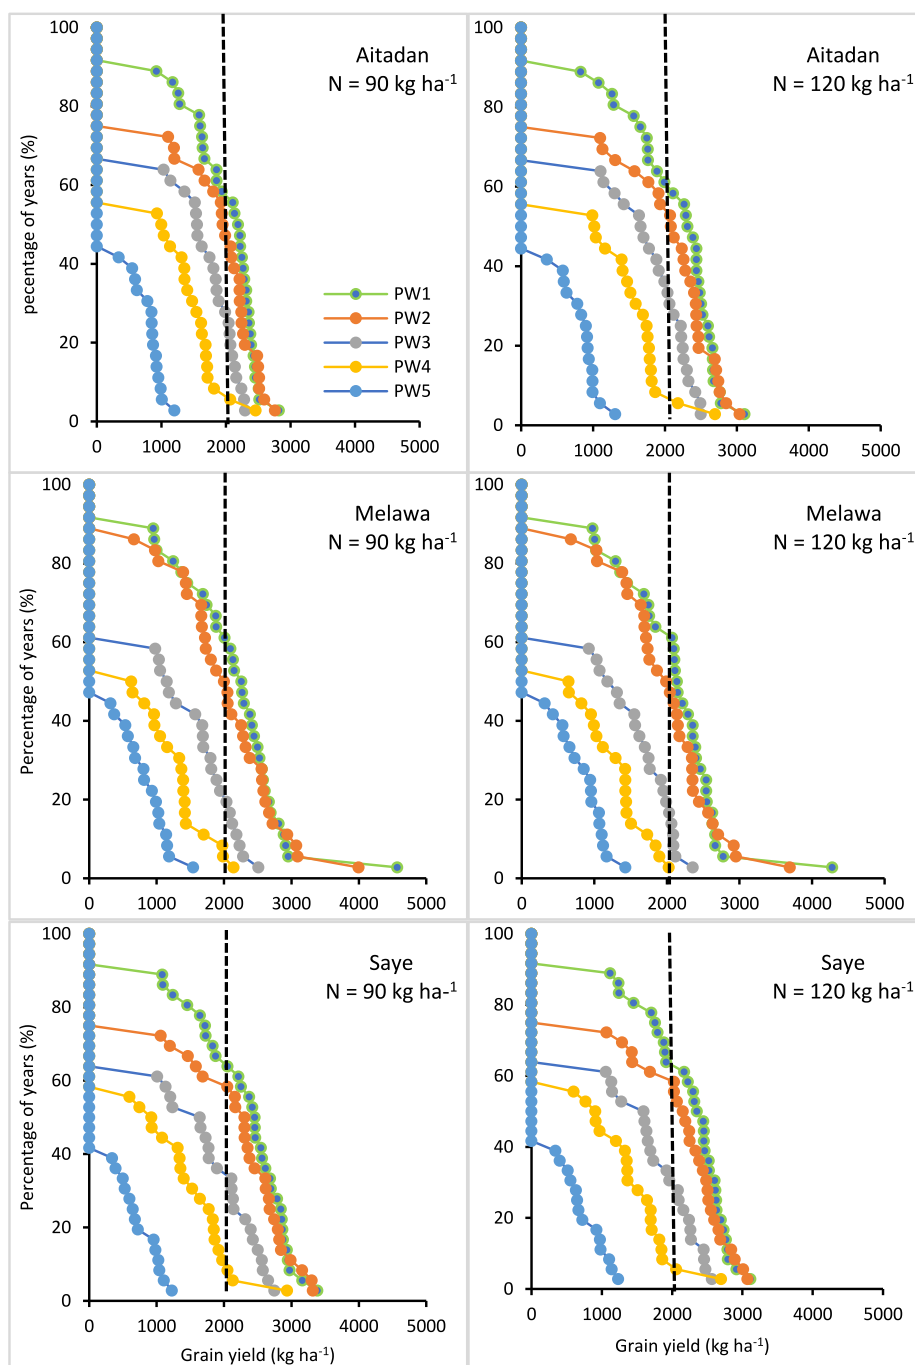 Aitadan
N = 90 kg ha-1
pecentage of years (%)
100
80
60
40
20
0
0 1000 2000 3000 4000 5000
PW1
PW2
PW3
PW4
PW5
Aitadan
N = 120 kg ha-1
100
80
60
40
20
0
0 1000 2000 3000 4000 5000
Melawa
N = 90 kg ha-1
Percentage of years (%)
100
80
60
40
20
0
0 1000 2000 3000 4000 5000
Melawa
N = 120 kg ha-1
100
80
60
40
20
0
0 1000 2000 3000 4000 5000
Saye
N = 90 kg ha-1
Percentage of years (%)
100
80
60
40
20
0
0 1000 2000 3000 4000 5000
Grain yield (kg ha-1)
Saye
N = 120 kg ha-1
100
80
60
40
20
0
0 1000 2000 3000 4000 5000
Grain yield (kg ha-1)